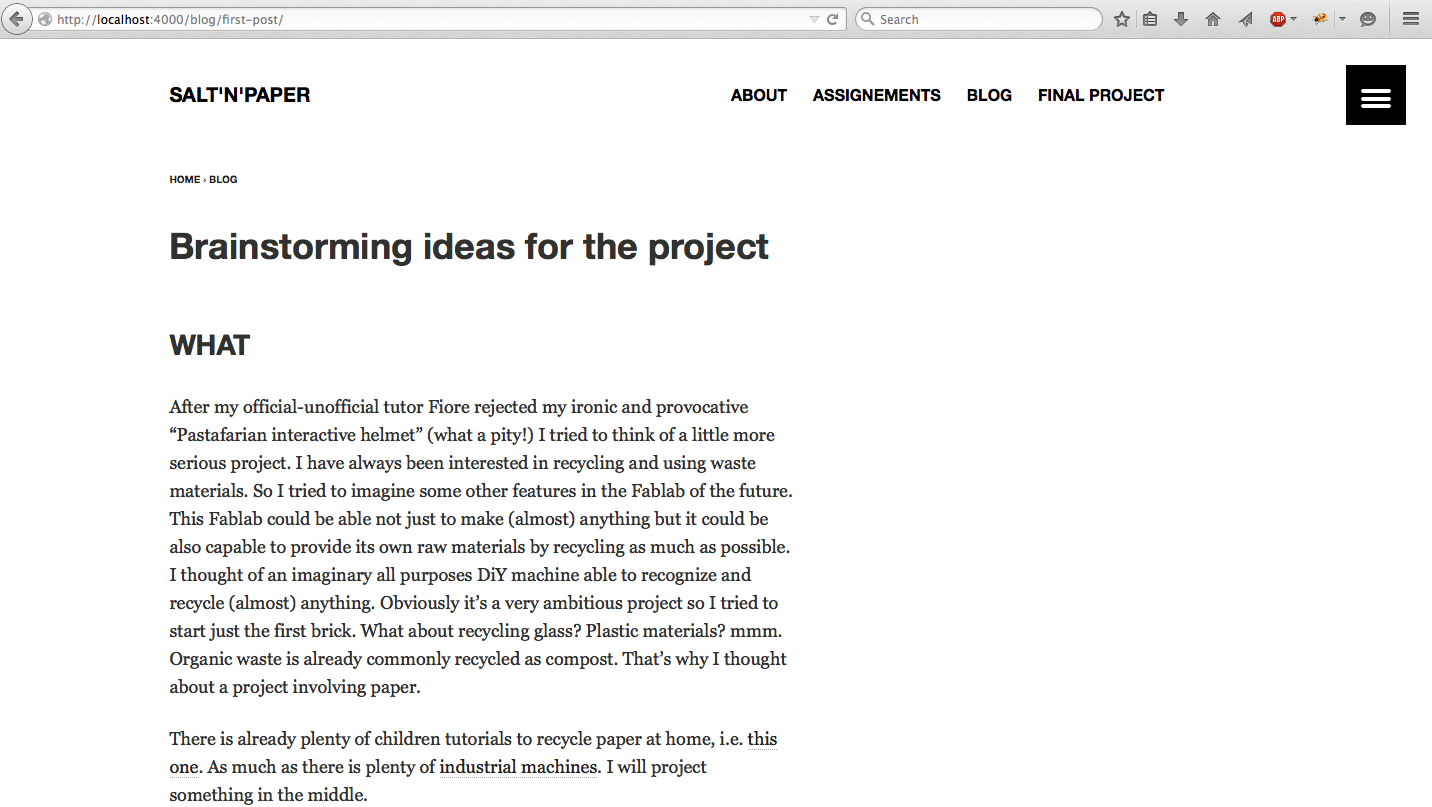 http://localhost:4000/blog/first-post/
Search
ABP
SALT'N'PAPER
ABOUT ASSIGNEMENTS BLOG FINAL PROJECT
HOME › BLOG
Brainstorming ideas for the project
WHAT
After my official-unofficial tutor Fiore rejected my ironic and provocative
“Pastafarian interactive helmet” (what a pity!) I tried to think of a little more
serious project. I have always been interested in recycling and using waste
materials. So I tried to imagine some other features in the Fablab of the future.
This Fablab could be able not just to make (almost) anything but it could be
also capable to provide its own raw materials by recycling as much as possible.
I thought of an imaginary all purposes DiY machine able to recognize and
recycle (almost) anything. Obviously it’s a very ambitious project so I tried to
start just the first brick. What about recycling glass? Plastic materials? mmm.
Organic waste is already commonly recycled as compost. That’s why I thought
about a project involving paper.
There is already plenty of children tutorials to recycle paper at home, i.e. this
one. As much as there is plenty of industrial machines. I will project
something in the middle.